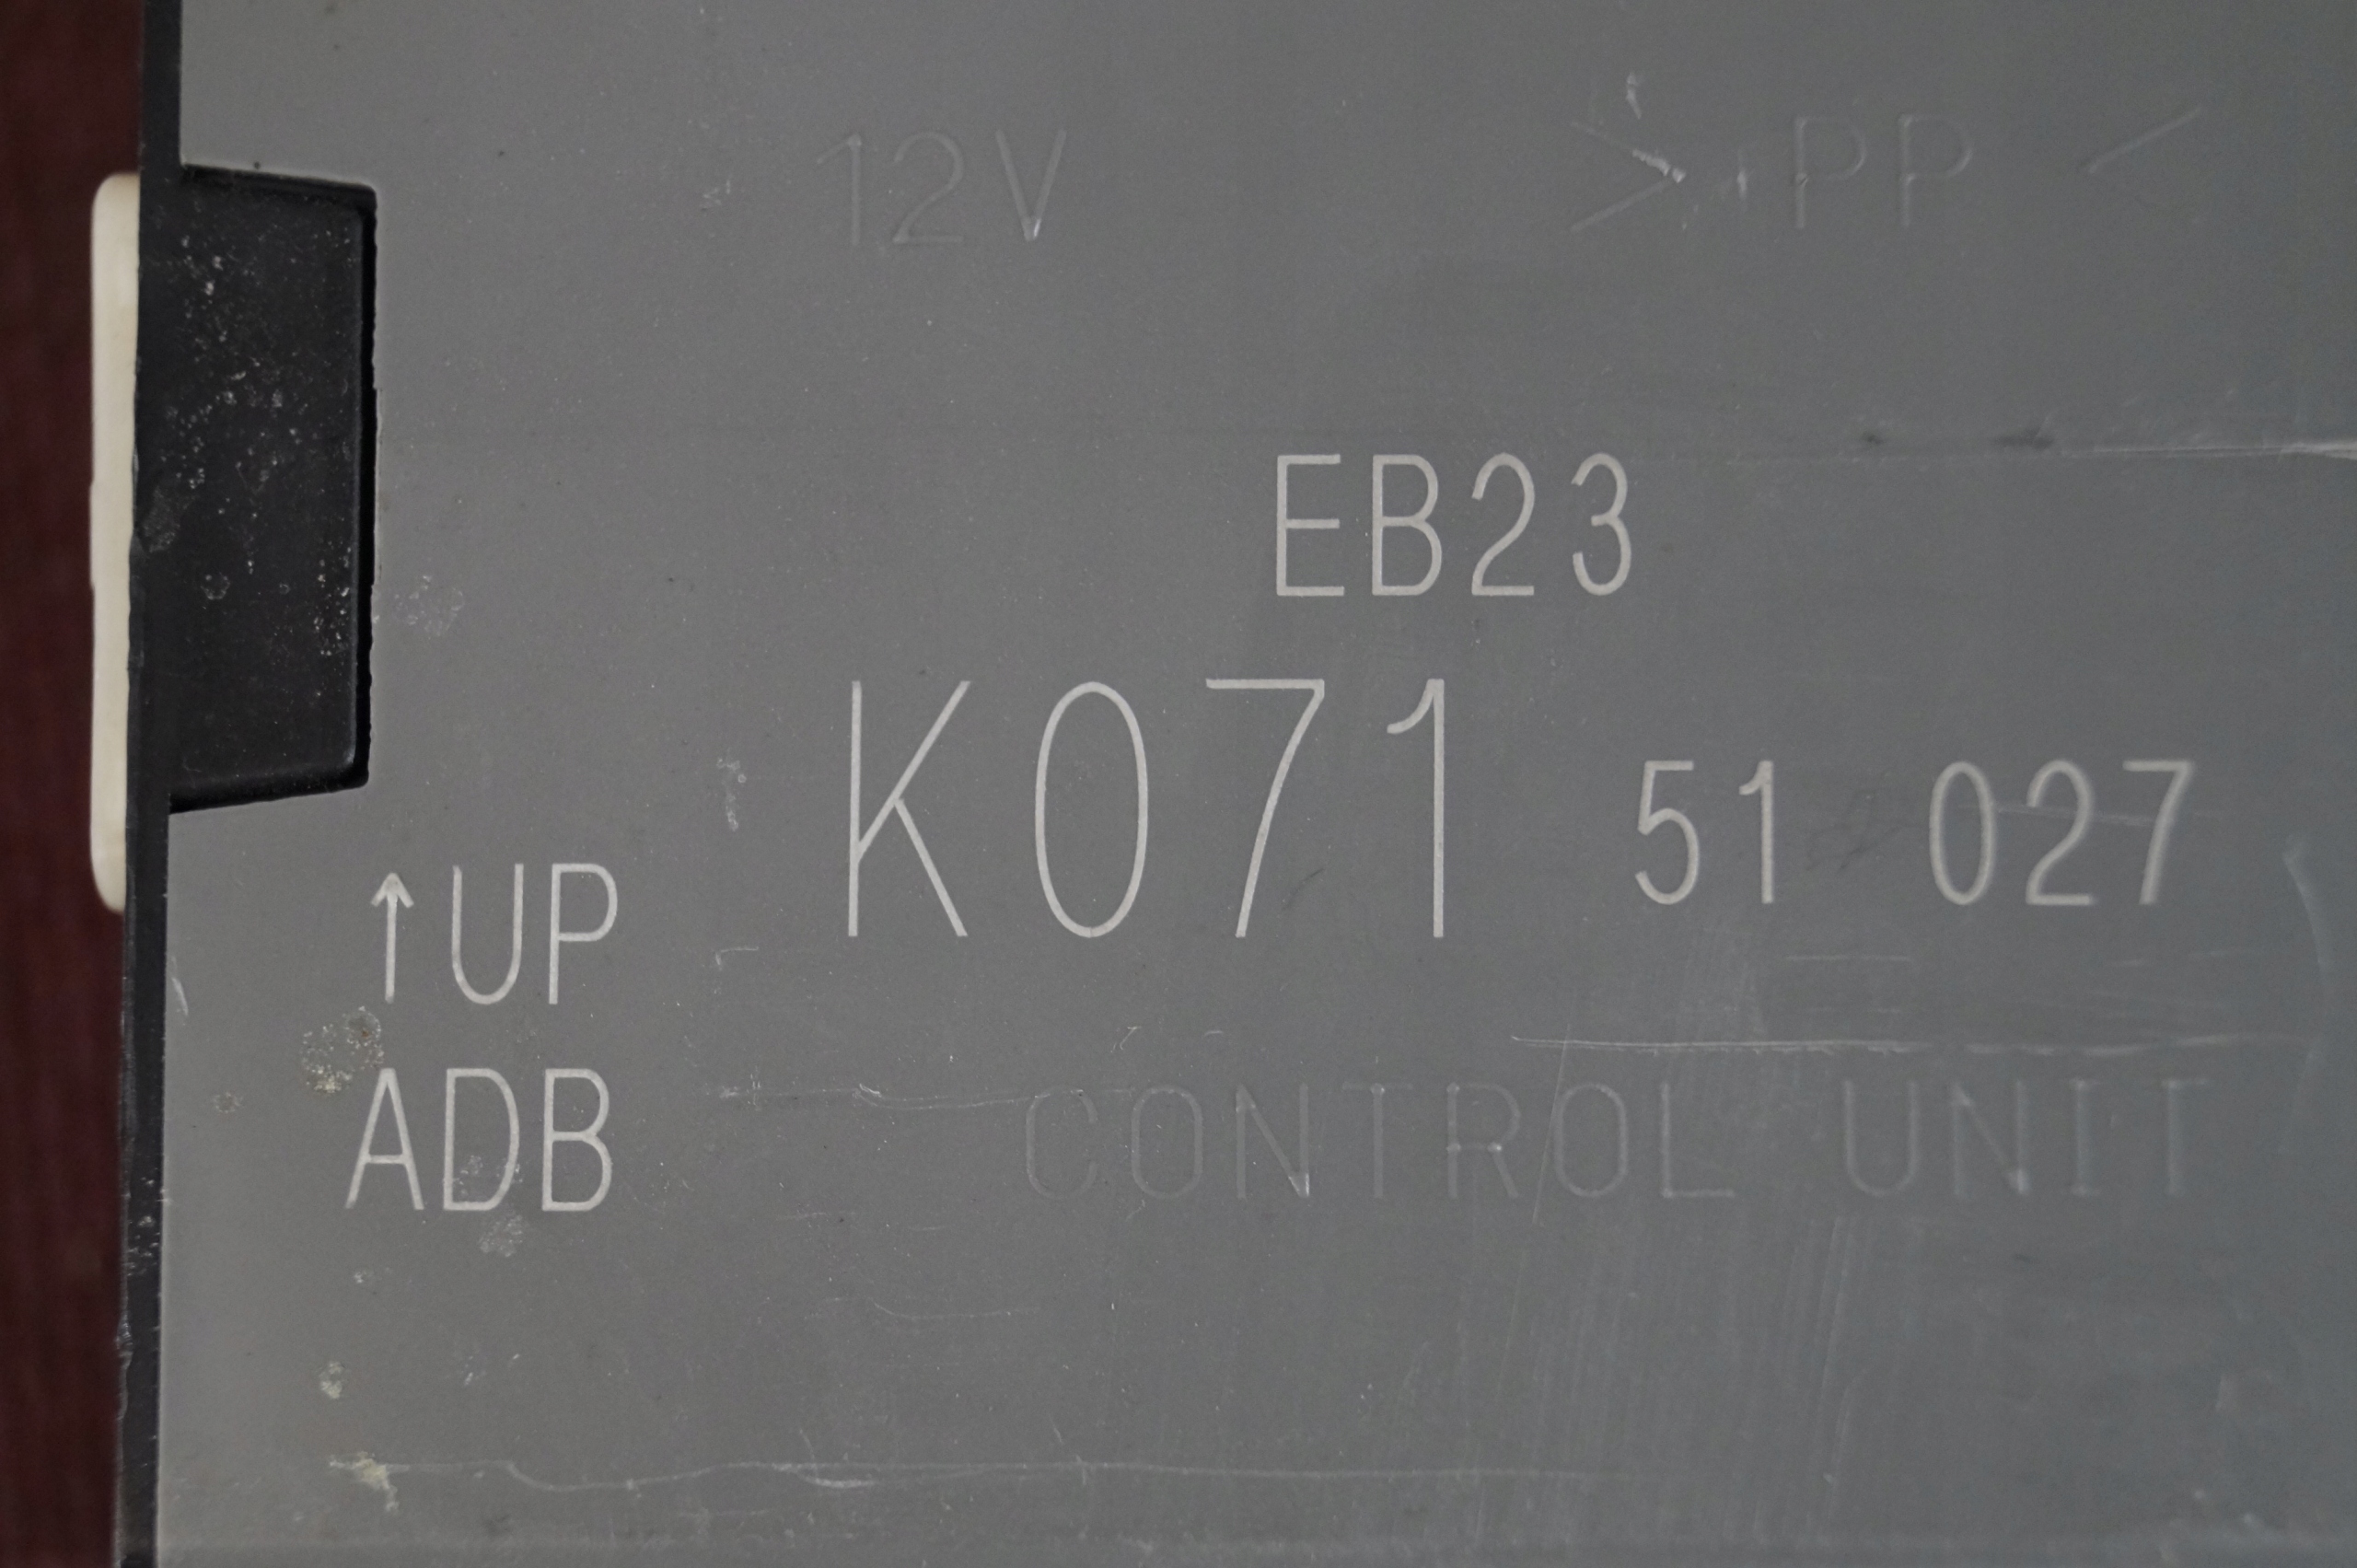 12V >PP<
EB23
K071 51 027
↑UP
ADB CONTROL UNIT